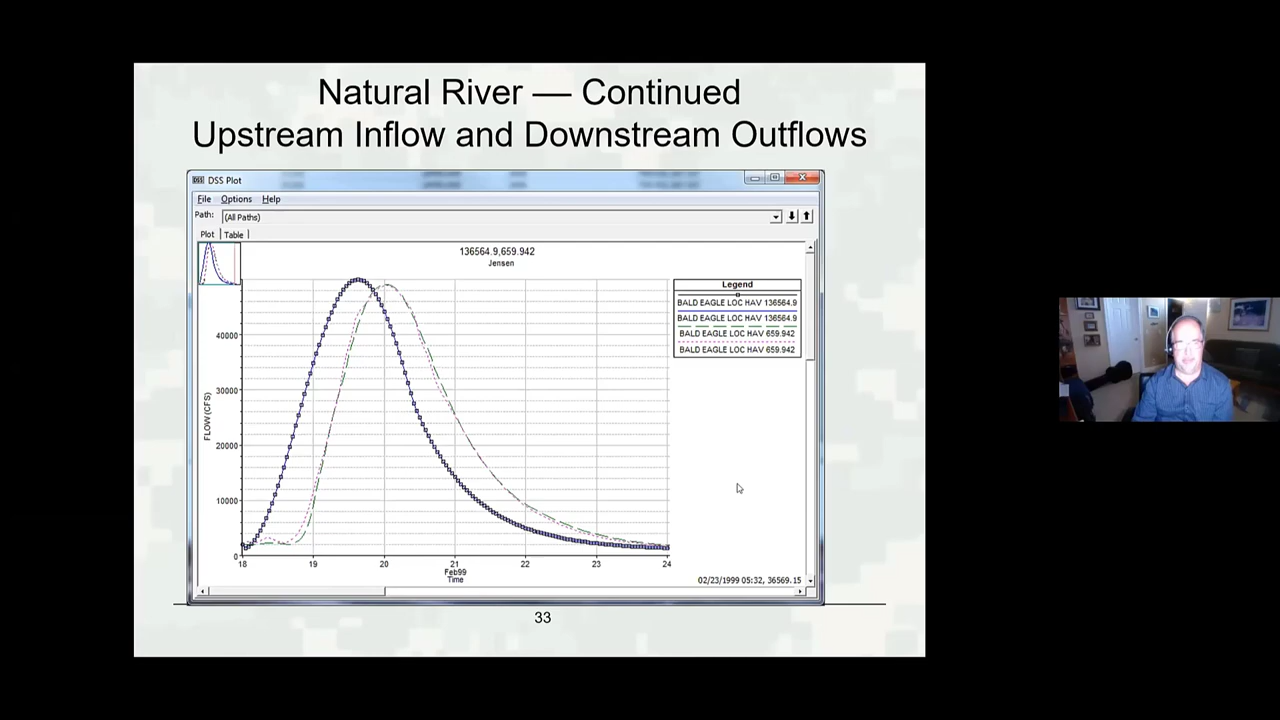 Natural River — Continued
Upstream Inflow and Downstream Outflows
DSS DSS Plot
File Options Help
Path: (All Paths)
Plot Table
136564.9,659.942
Jensen
Legend
BALD EAGLE LOC HAV 136564.9
BALD EAGLE LOC HAV 136564.9
BALD EAGLE LOC HAV 659.942
BALD EAGLE LOC HAV 659.942
FLOW (CFS)
40000
30000
20000
10000
0
18 19 20 21 22 23 24
Feb99
Time
02/23/1999 05:32, 36569.15
33